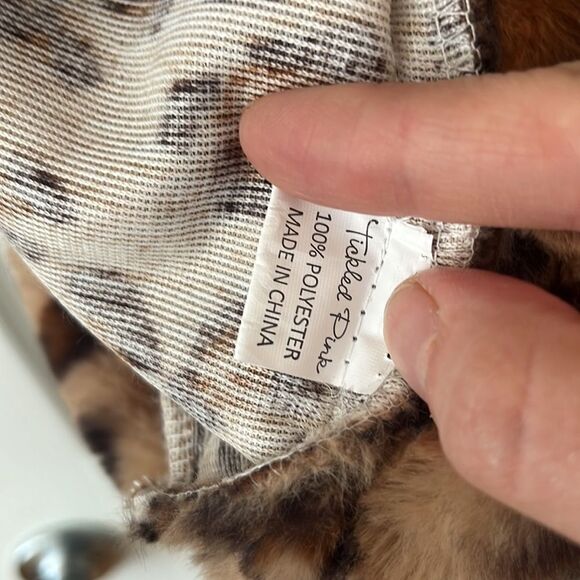 Tickled Pink
100% POLYESTER
MADE IN CHINA